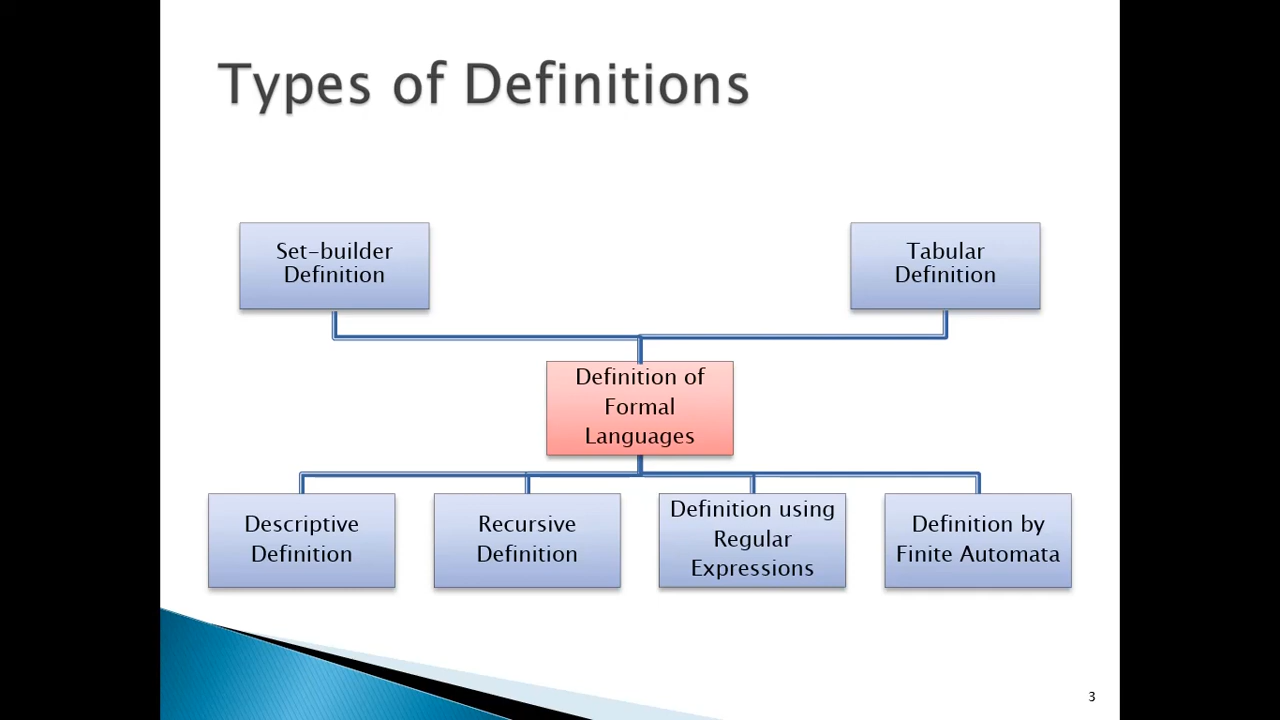 Types of Definitions
Set-builder
Definition
Tabular
Definition
Definition of
Formal
Languages
Descriptive
Definition
Recursive
Definition
Definition using
Regular
Expressions
Definition by
Finite Automata
3